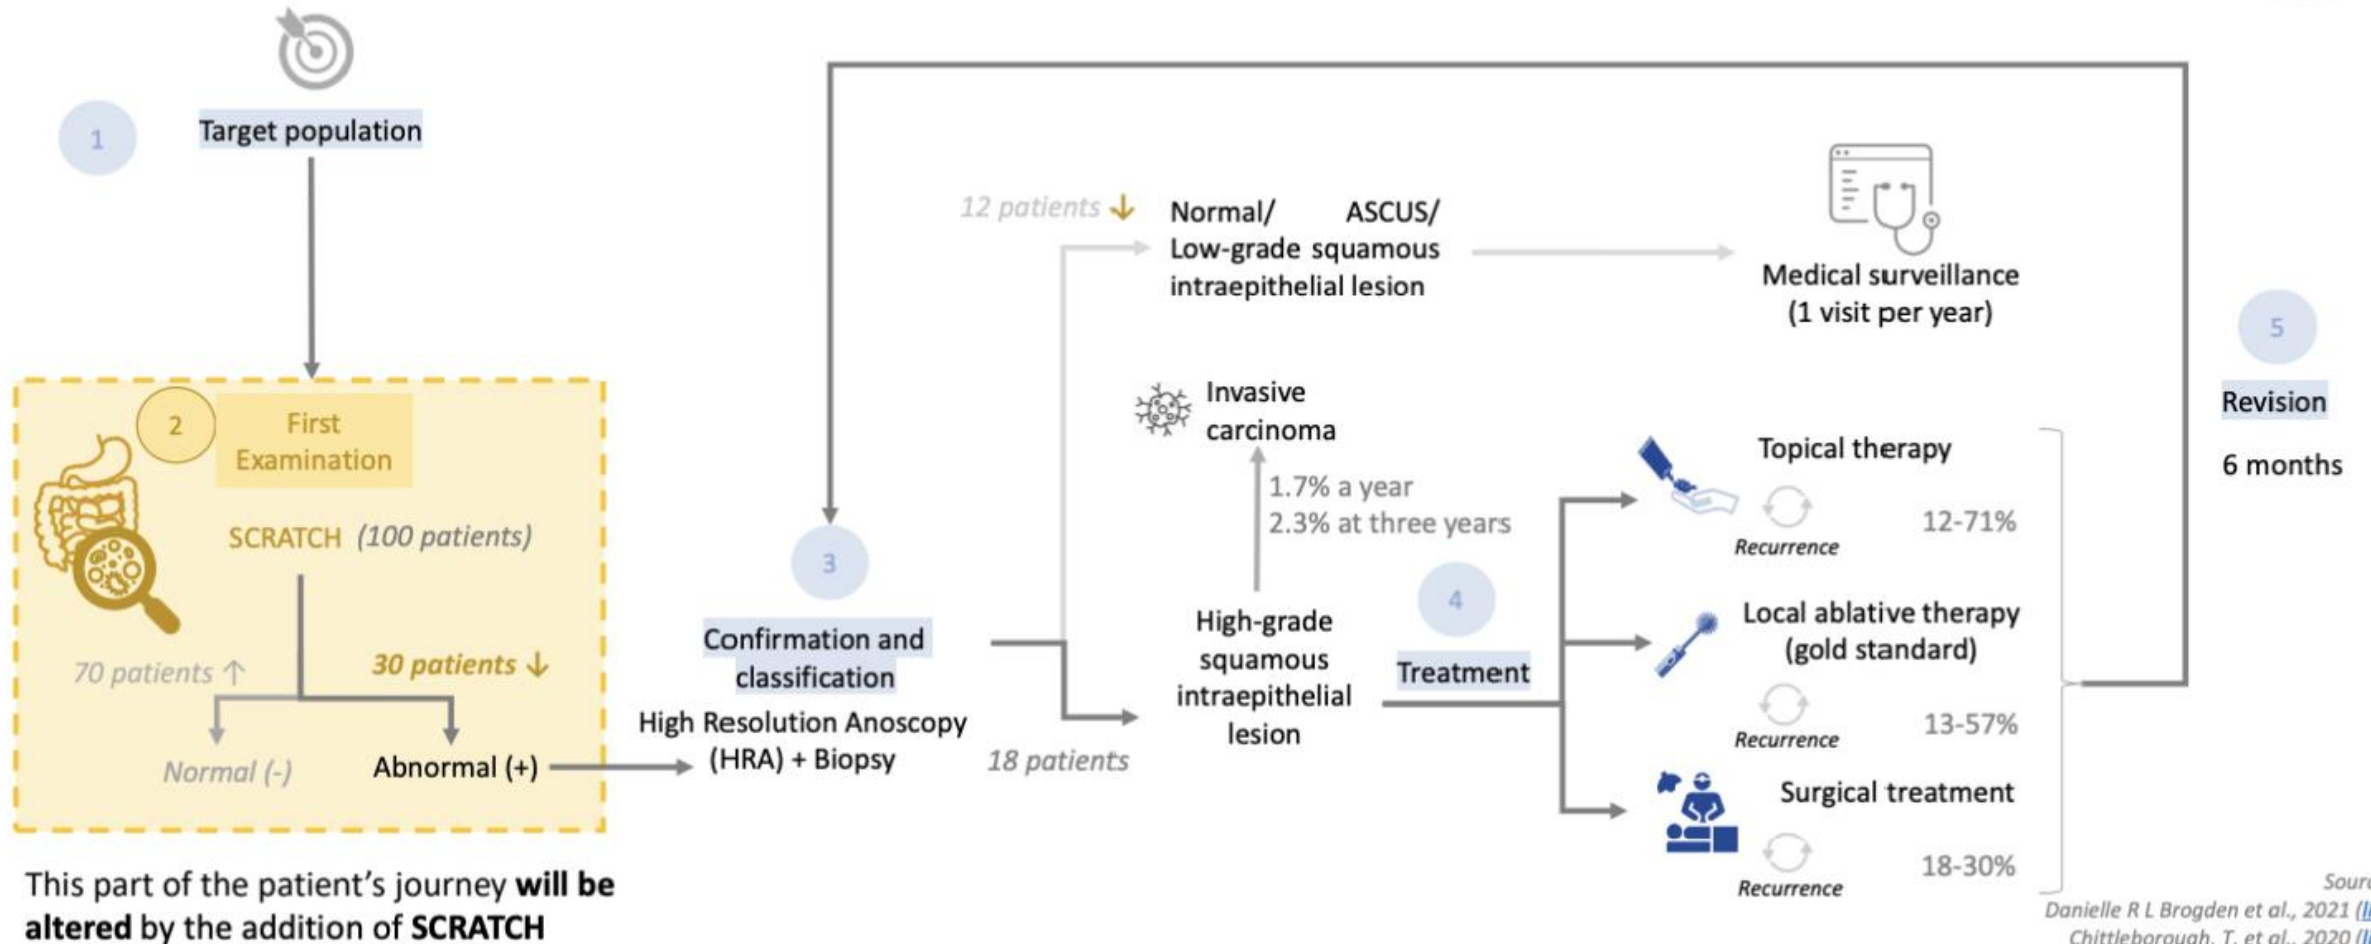 1
Target population
2
First
Examination
SCRATCH (100 patients)
70 patients ↑
30 patients ↓
Normal (-)
Abnormal (+)
This part of the patient's journey will be
altered by the addition of SCRATCH
3
Confirmation and
classification
High Resolution Anoscopy
(HRA) + Biopsy
12 patients ↓
Normal/ ASCUS/
Low-grade squamous
intraepithelial lesion
Medical surveillance
(1 visit per year)
Invasive
carcinoma
1.7% a year
2.3% at three years
18 patients
High-grade
squamous
intraepithelial
lesion
4
Treatment
Topical therapy
Recurrence
12-71%
Local ablative therapy
(gold standard)
Recurrence
13-57%
Surgical treatment
Recurrence
18-30%
5
Revision
6 months
Danielle R L Brogden et al., 2021
Chittleborough, T. et al., 2020